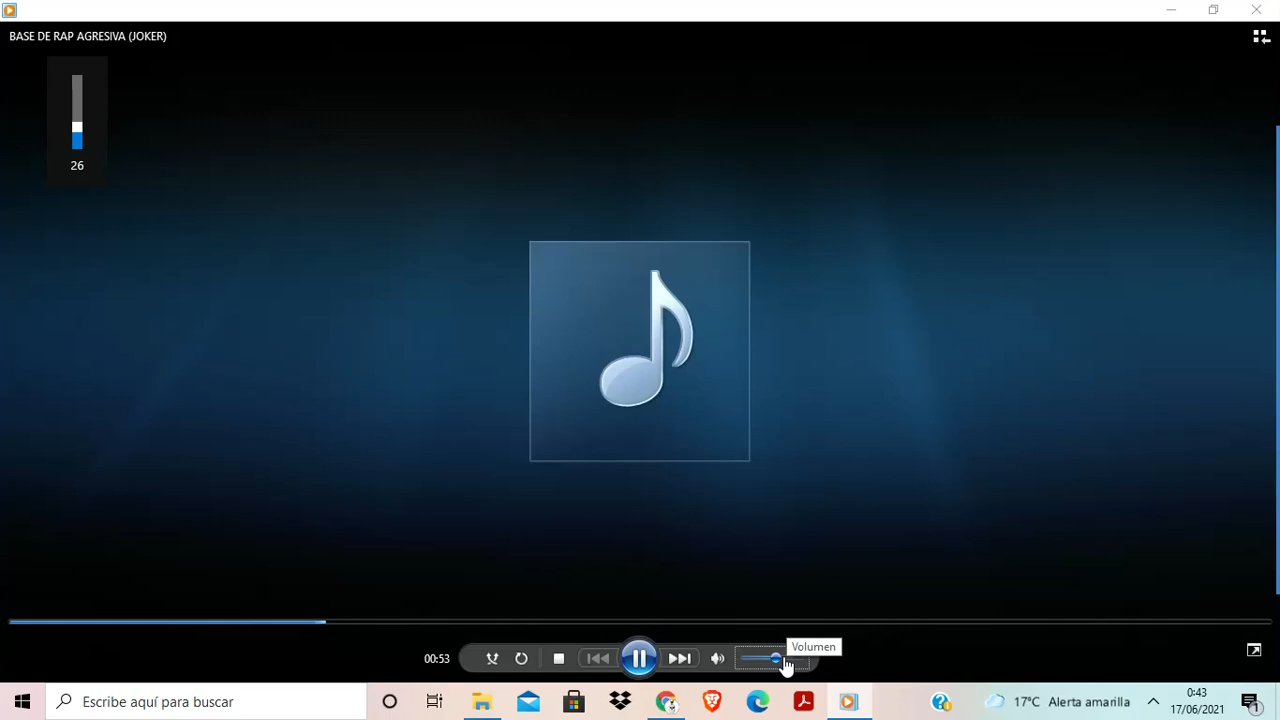 BASE DE RAP AGRESIVA (JOKER)
26
Volumen
00:53
Escribe aquí para buscar
17°C Alerta amarilla
0:43
17/06/2021
1